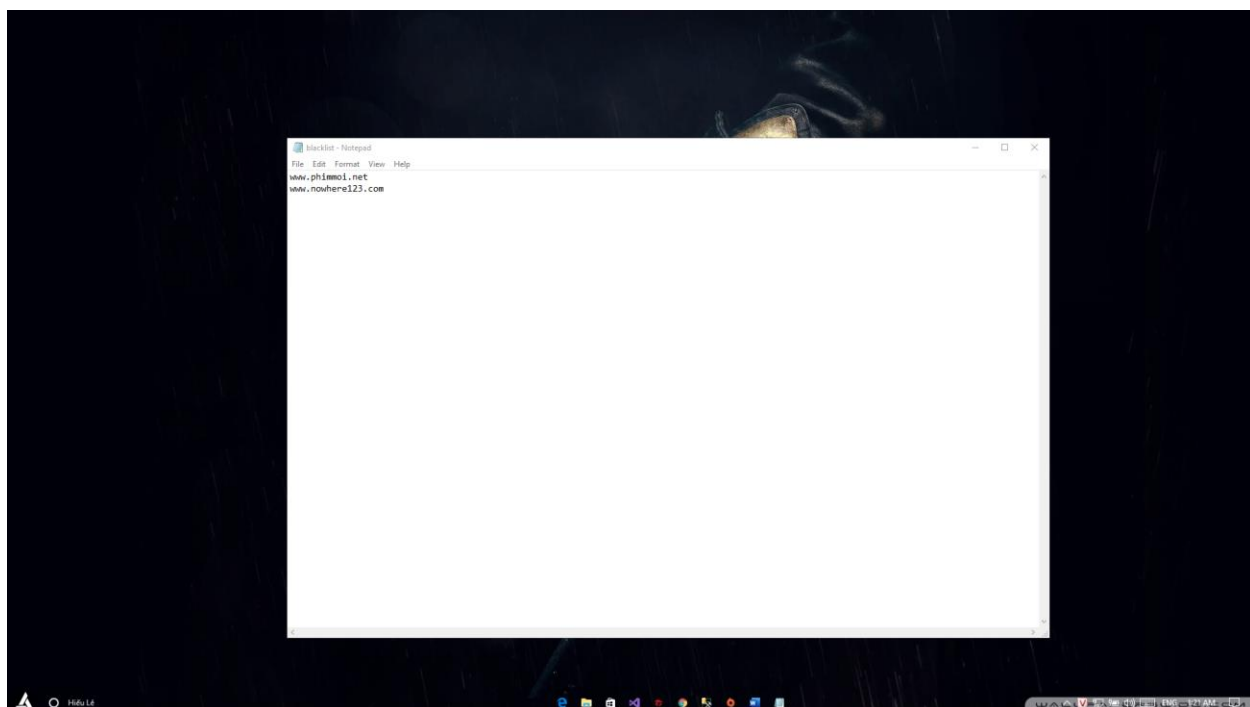 blacklist - Notepad
File Edit Format View Help
www.phimmoi.net
www.nowhere123.com
Hiếu Lê
ENG